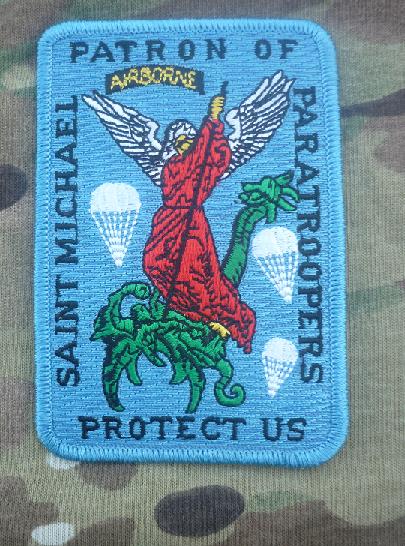 PATRON OF
AIRBORNE
SAINT MICHAEL
PARATROOPERS
PROTECT US